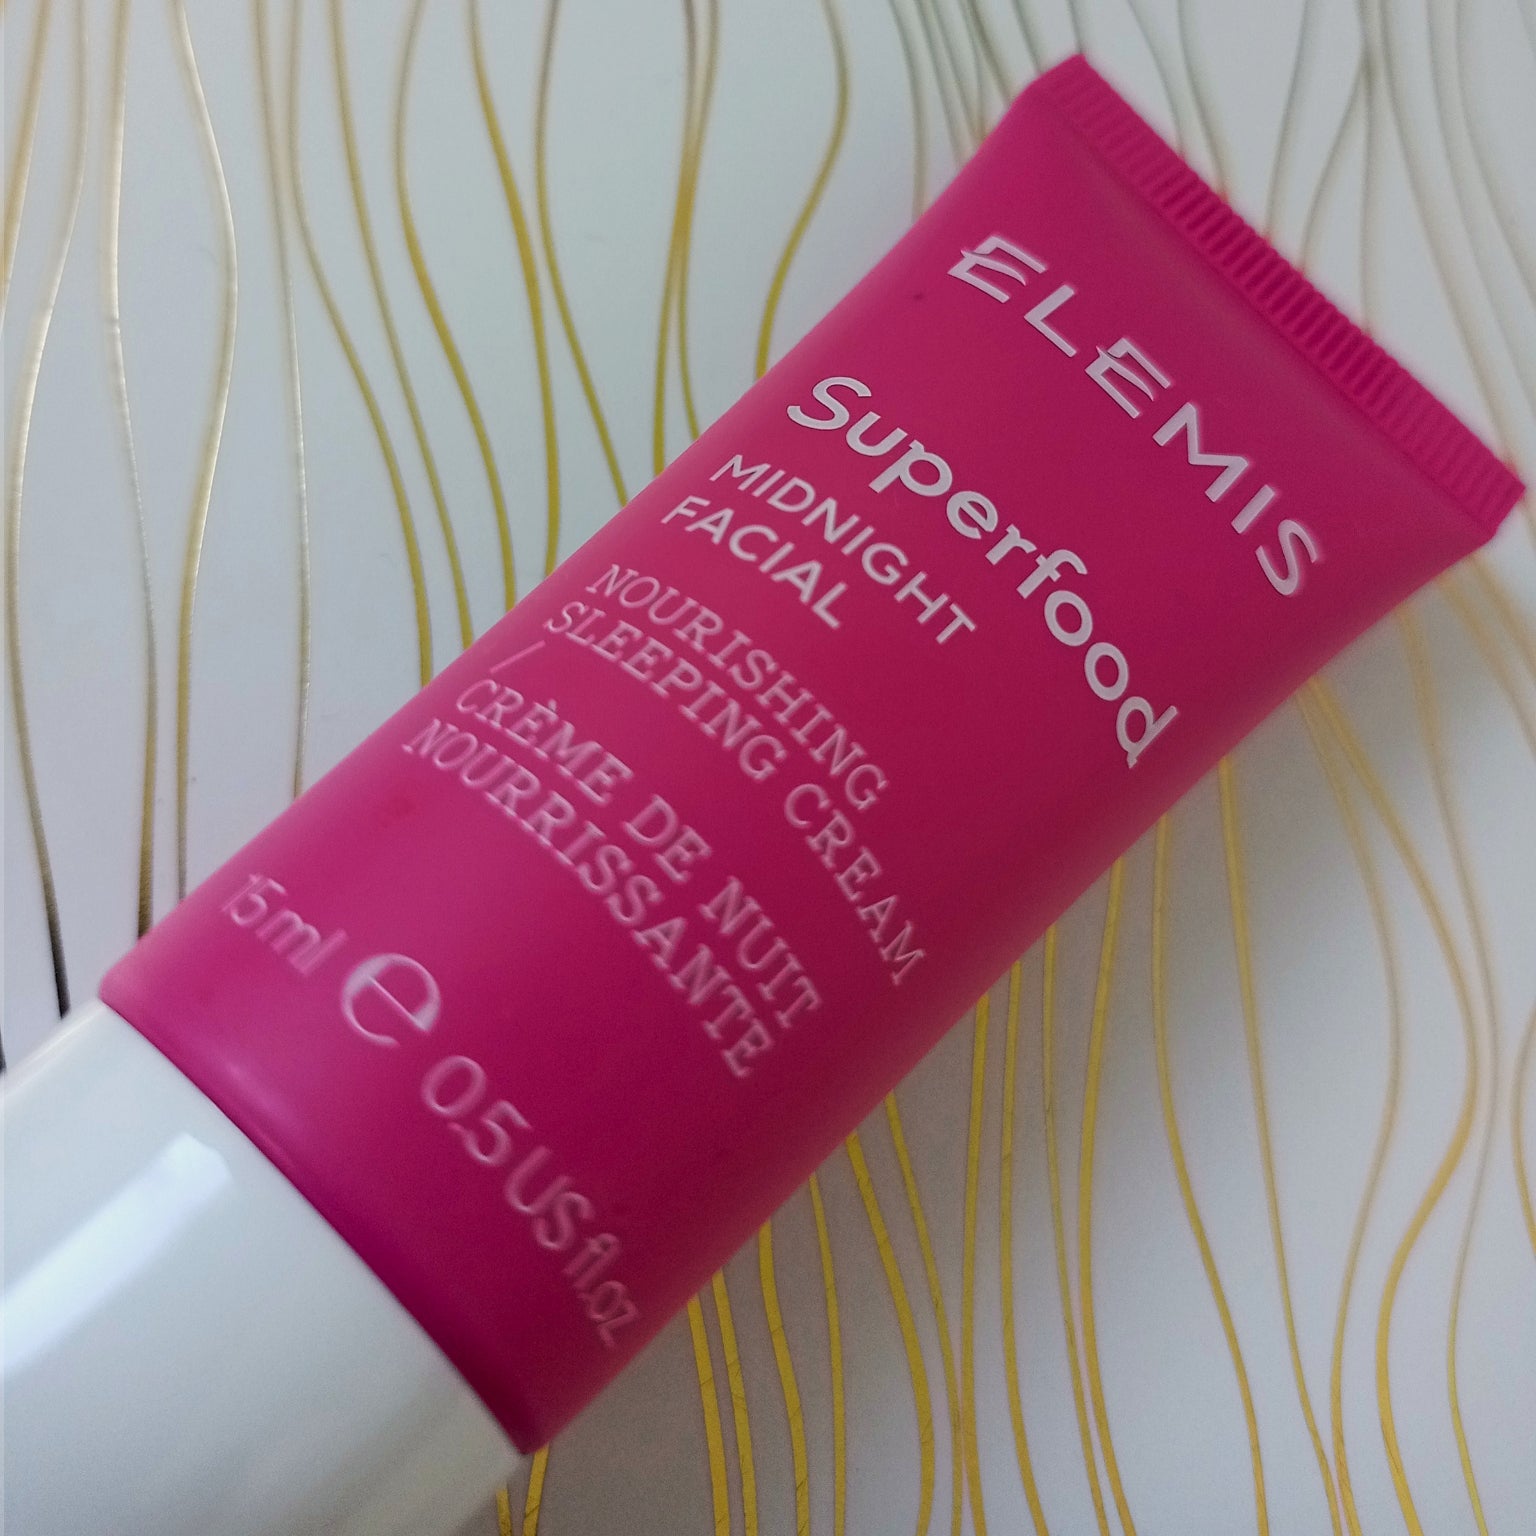 ELEMIS
Superfood
MIDNIGHT
FACIAL
NOURISHING
SLEEPING CREAM
/
CRÈME DE NUIT
NOURRISSANTE
15ml e 0.5 US fl.oz